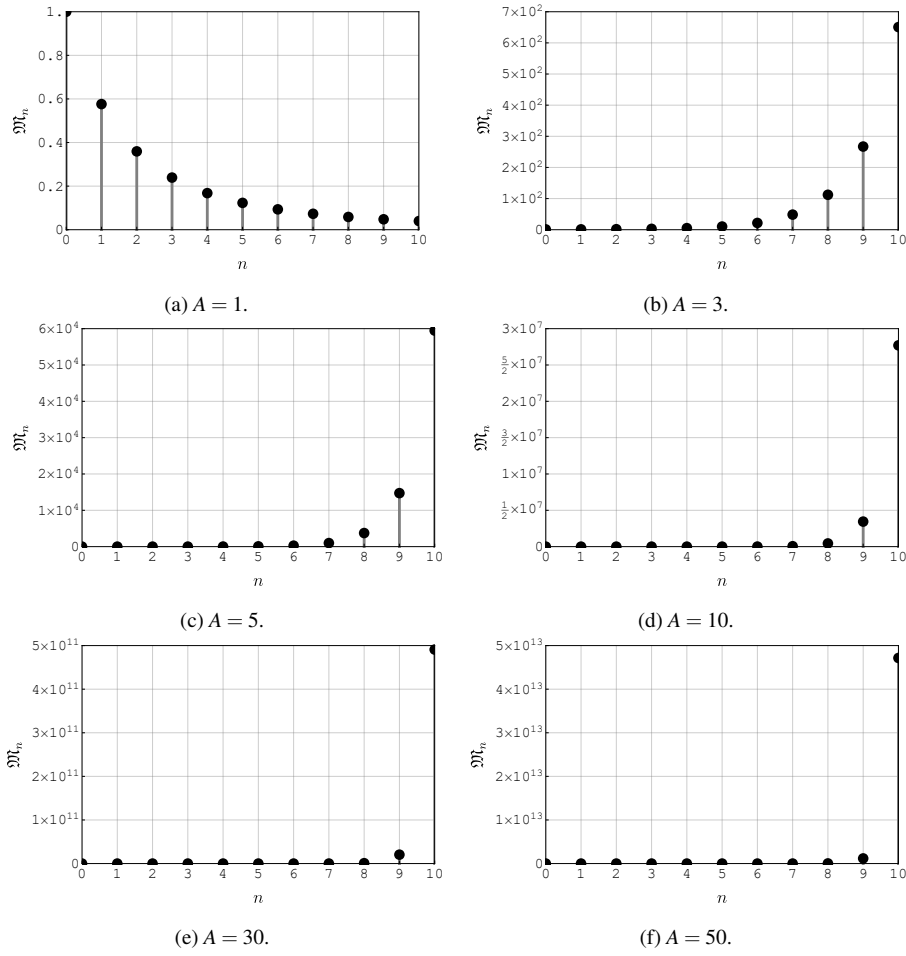 1.
0.8
0.6
0.4
0.2
0
𝔐ₙ
0 1 2 3 4 5 6 7 8 9 10
n
(a) A = 1.
7×10²
6×10²
5×10²
4×10²
3×10²
2×10²
1×10²
0
𝔐ₙ
0 1 2 3 4 5 6 7 8 9 10
n
(b) A = 3.
6×10⁴
5×10⁴
4×10⁴
3×10⁴
2×10⁴
1×10⁴
0
𝔐ₙ
0 1 2 3 4 5 6 7 8 9 10
n
(c) A = 5.
3×10⁷
5/2×10⁷
2×10⁷
3/2×10⁷
1×10⁷
1/2×10⁷
0
𝔐ₙ
0 1 2 3 4 5 6 7 8 9 10
n
(d) A = 10.
5×10¹¹
4×10¹¹
3×10¹¹
2×10¹¹
1×10¹¹
0
𝔐ₙ
0 1 2 3 4 5 6 7 8 9 10
n
(e) A = 30.
5×10¹³
4×10¹³
3×10¹³
2×10¹³
1×10¹³
0
𝔐ₙ
0 1 2 3 4 5 6 7 8 9 10
n
(f) A = 50.